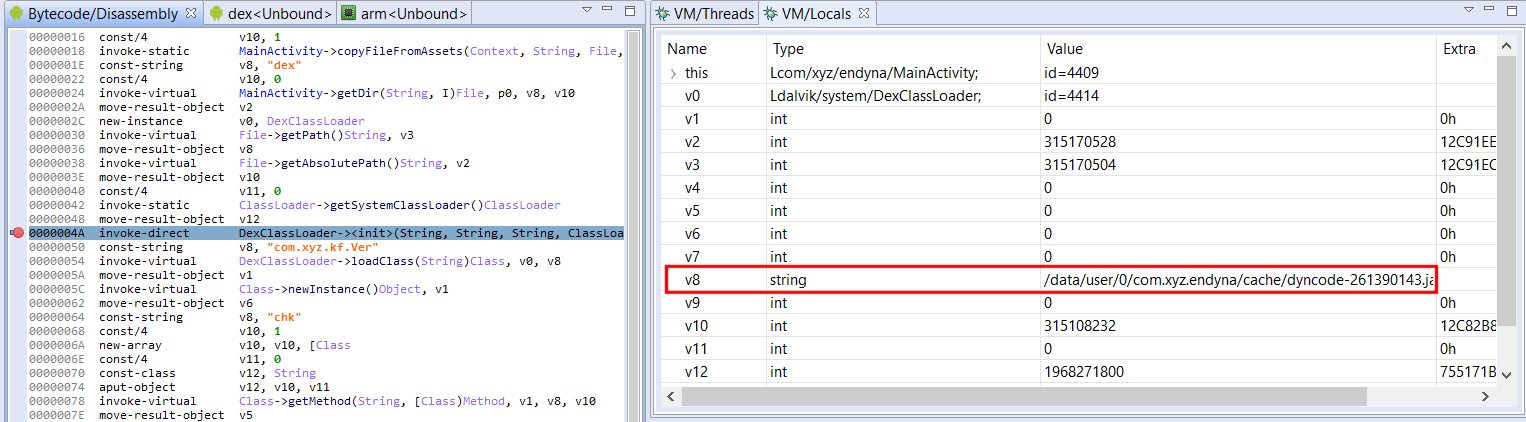 Bytecode/Disassembly dex<Unbound> arm<Unbound>
00000016 const/4 v10, 1
00000018 invoke-static MainActivity->copyFileFromAssets(Context, String, File,
0000001E const-string v8, "dex"
00000022 const/4 v10, 0
00000024 invoke-virtual MainActivity->getDir(String, I)File, p0, v8, v10
0000002A move-result-object v2
0000002C new-instance v0, DexClassLoader
00000030 invoke-virtual File->getPath()String, v3
00000036 move-result-object v8
00000038 invoke-virtual File->getAbsolutePath()String, v2
0000003E move-result-object v10
00000040 const/4 v11, 0
00000042 invoke-static ClassLoader->getSystemClassLoader()ClassLoader
00000048 move-result-object v12
0000004A invoke-direct DexClassLoader-><init>(String, String, String, ClassLoa
00000050 const-string v8, "com.xyz.kf.Ver"
00000054 invoke-virtual DexClassLoader->loadClass(String)Class, v0, v8
0000005A move-result-object v1
0000005C invoke-virtual Class->newInstance()Object, v1
00000062 move-result-object v6
00000064 const-string v8, "chk"
00000068 const/4 v10, 1
0000006A new-array v10, v10, [Class
0000006E const/4 v11, 0
00000070 const-class v12, String
00000074 aput-object v12, v10, v11
00000078 invoke-virtual Class->getMethod(String, [Class)Method, v1, v8, v10
0000007E move-result-object v5
VM/Threads VM/Locals
Name Type Value Extra
this Lcom/xyz/endyna/MainActivity; id=4409
v0 Ldalvik/system/DexClassLoader; id=4414
v1 int 0 0h
v2 int 315170528 12C91EE
v3 int 315170504 12C91EC
v4 int 0 0h
v5 int 0 0h
v6 int 0 0h
v7 int 0 0h
v8 string /data/user/0/com.xyz.endyna/cache/dyncode-261390143.ja
v9 int 0 0h
v10 int 315108232 12C82B8
v11 int 0 0h
v12 int 1968271800 755171B